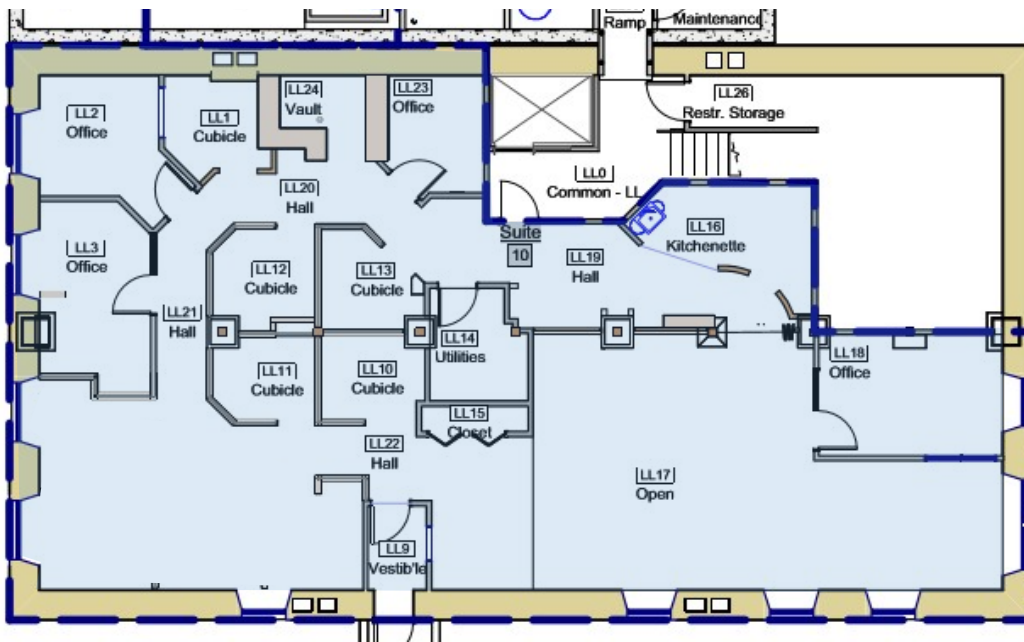 Ramp
Maintenance
LL2
Office
LL1
Cubicle
LL24
Vault
LL23
Office
LL26
Restr. Storage
LL0
Common - LL
LL20
Hall
LL3
Office
LL12
Cubicle
LL13
Cubicle
Suite
10
LL19
Hall
LL16
Kitchenette
LL21
Hall
LL14
Utilities
LL18
Office
LL11
Cubicle
LL10
Cubicle
LL15
Closet
LL22
Hall
LL17
Open
LL9
Vestib'le